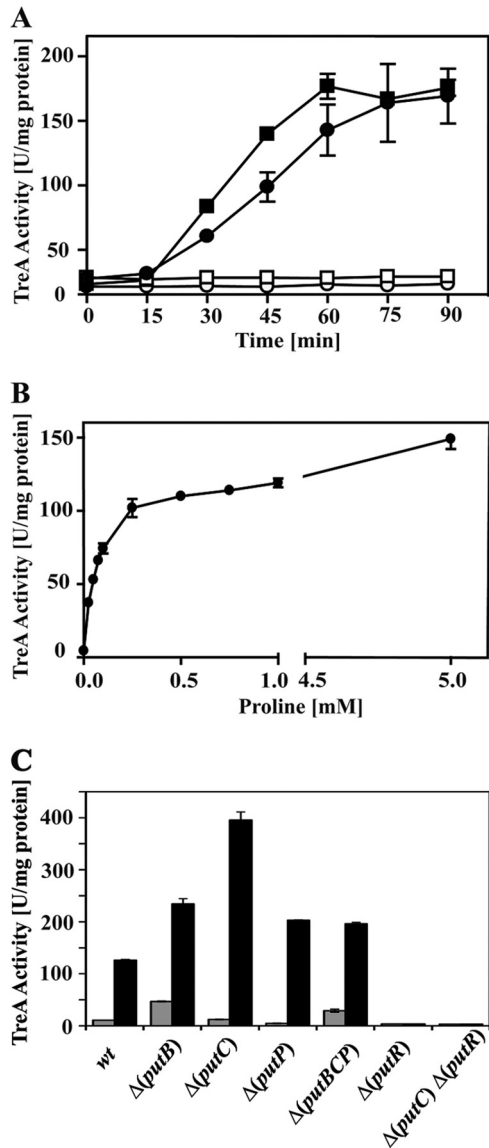 A
TreA Activity [U/mg protein]
200
150
100
50
0
0 15 30 45 60 75 90
Time [min]
B
TreA Activity [U/mg protein]
150
100
50
0
0.0 0.5 1.0 4.5 5.0
Proline [mM]
C
TreA Activity [U/mg protein]
400
300
200
100
0
wt
Δ(putB)
Δ(putC)
Δ(putP)
Δ(putBCP)
Δ(putR)
Δ(putC) Δ(putR)